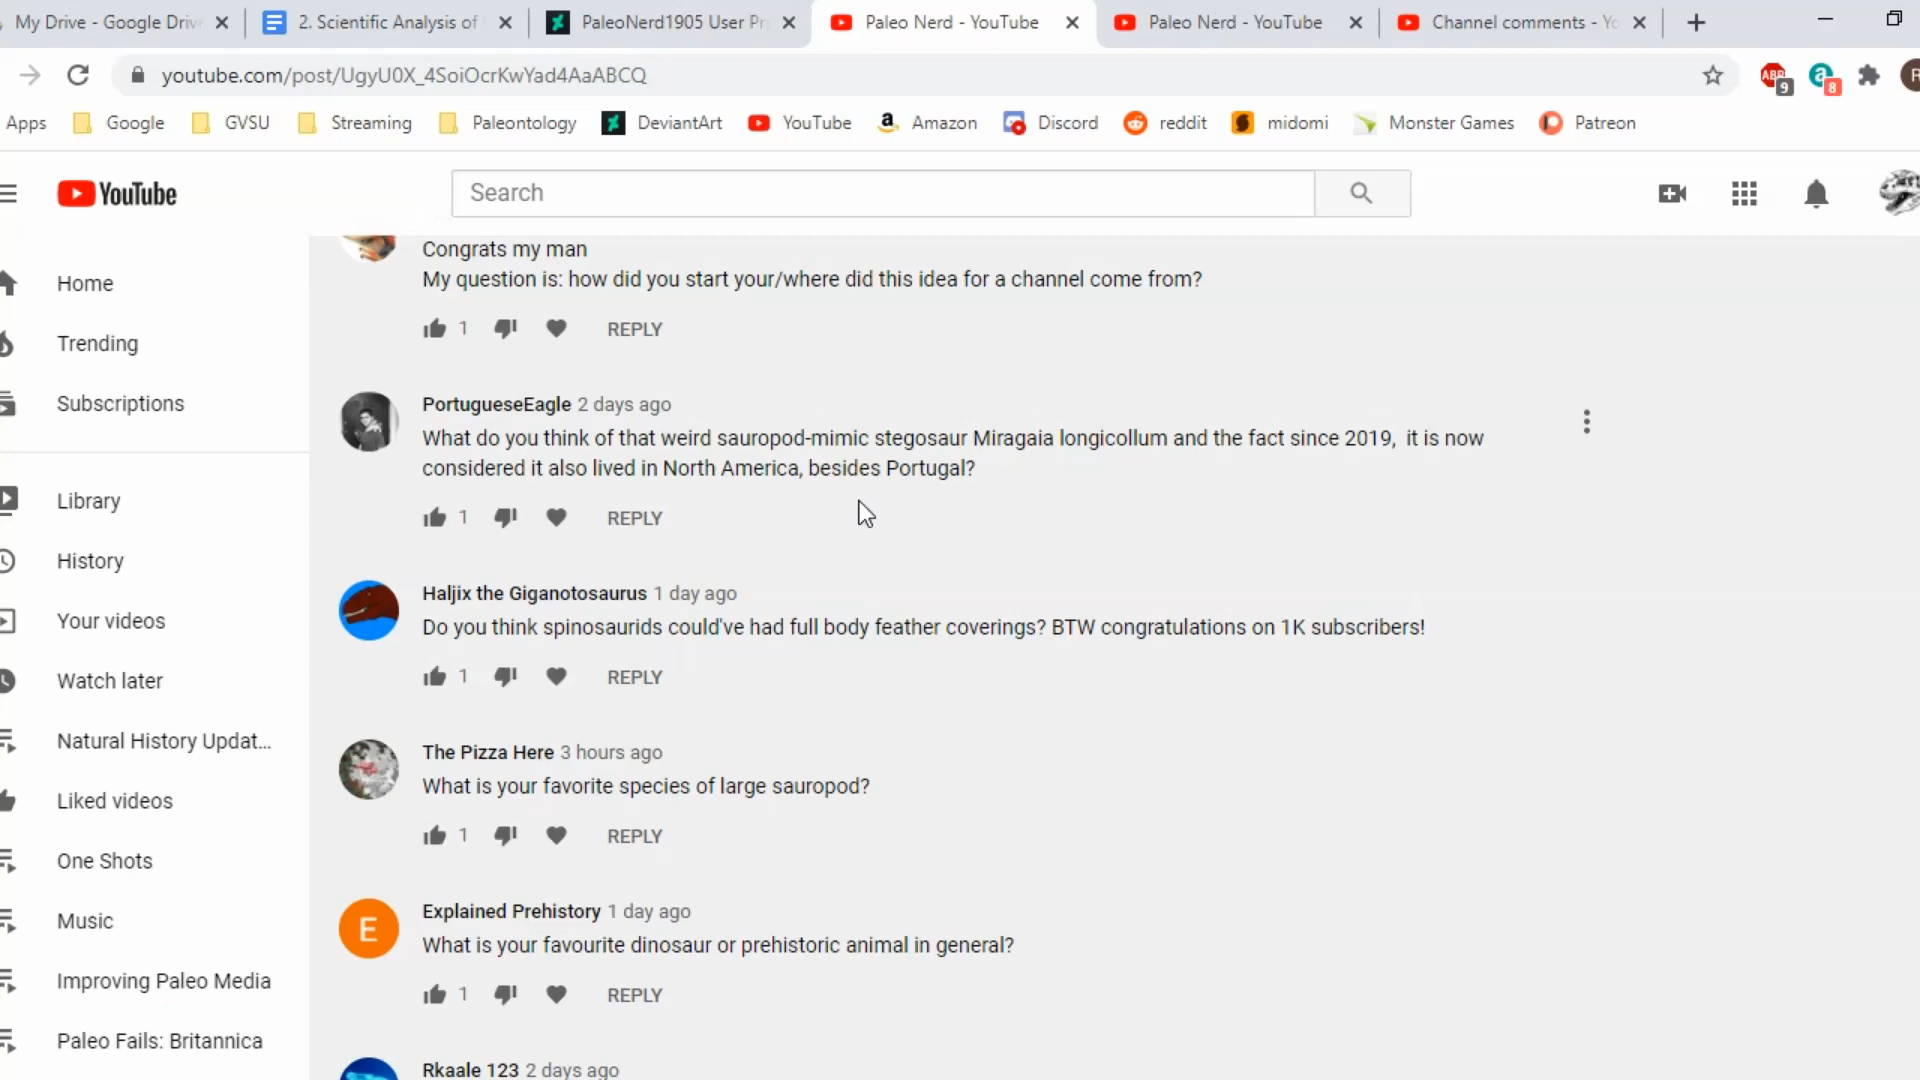 My Drive - Google Driv
2. Scientific Analysis of
PaleoNerd1905 User Pr
Paleo Nerd - YouTube
Paleo Nerd - YouTube
Channel comments - Yo
youtube.com/post/UgyU0X_4SoiOcrKwYad4AaABCQ
ABP
9
a
8
R
Apps
Google
GVSU
Streaming
Paleontology
DeviantArt
YouTube
Amazon
Discord
reddit
midomi
Monster Games
Patreon
YouTube
Search
Home
Trending
Subscriptions
Library
History
Your videos
Watch later
Natural History Updat...
Liked videos
One Shots
Music
Improving Paleo Media
Paleo Fails: Britannica
Congrats my man
My question is: how did you start your/where did this idea for a channel come from?
1 REPLY
PortugueseEagle 2 days ago
What do you think of that weird sauropod-mimic stegosaur Miragaia longicollum and the fact since 2019, it is now
considered it also lived in North America, besides Portugal?
1 REPLY
Haljix the Giganotosaurus 1 day ago
Do you think spinosaurids could've had full body feather coverings? BTW congratulations on 1K subscribers!
1 REPLY
The Pizza Here 3 hours ago
What is your favorite species of large sauropod?
1 REPLY
E
Explained Prehistory 1 day ago
What is your favourite dinosaur or prehistoric animal in general?
1 REPLY
Rkaale 123 2 days ago